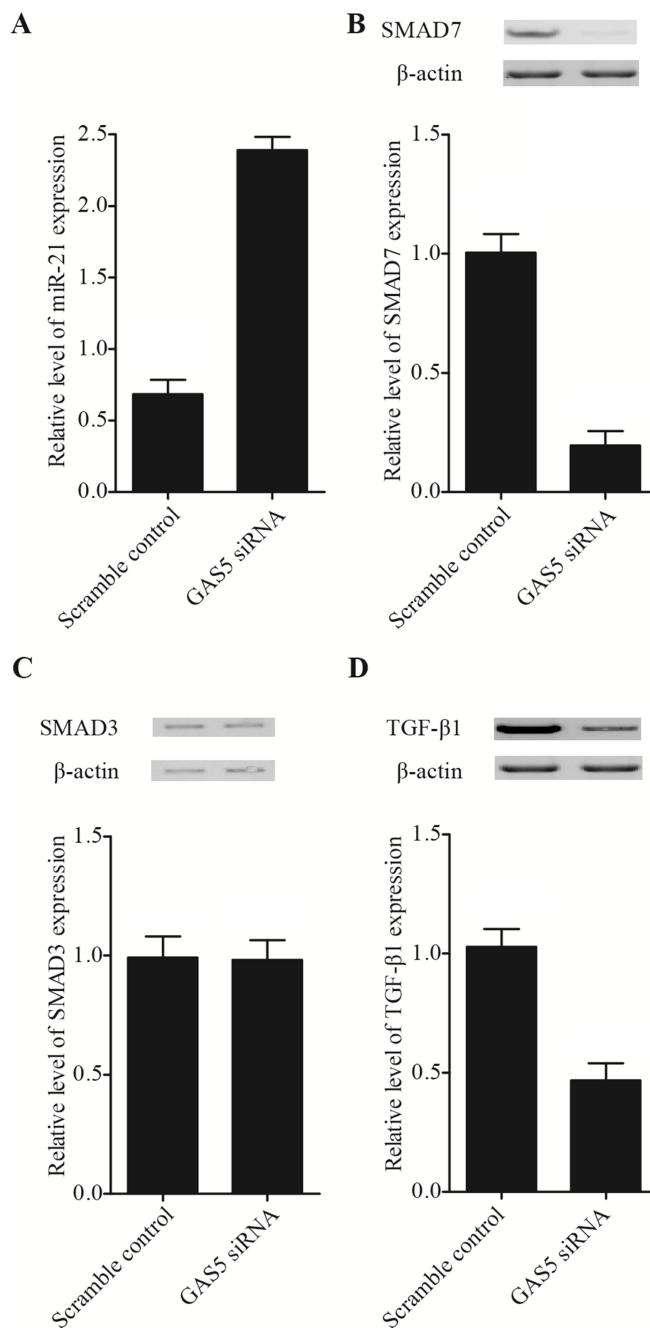 A
Relative level of miR-21 expression
2.5
2.0
1.5
1.0
0.5
0.0
Scramble control
GAS5 siRNA
B
SMAD7
β-actin
Relative level of SMAD7 expression
1.5
1.0
0.5
0.0
Scramble control
GAS5 siRNA
C
SMAD3
β-actin
Relative level of SMAD3 expression
1.5
1.0
0.5
0.0
Scramble control
GAS5 siRNA
D
TGF-β1
β-actin
Relative level of TGF-β1 expression
1.5
1.0
0.5
0.0
Scramble control
GAS5 siRNA